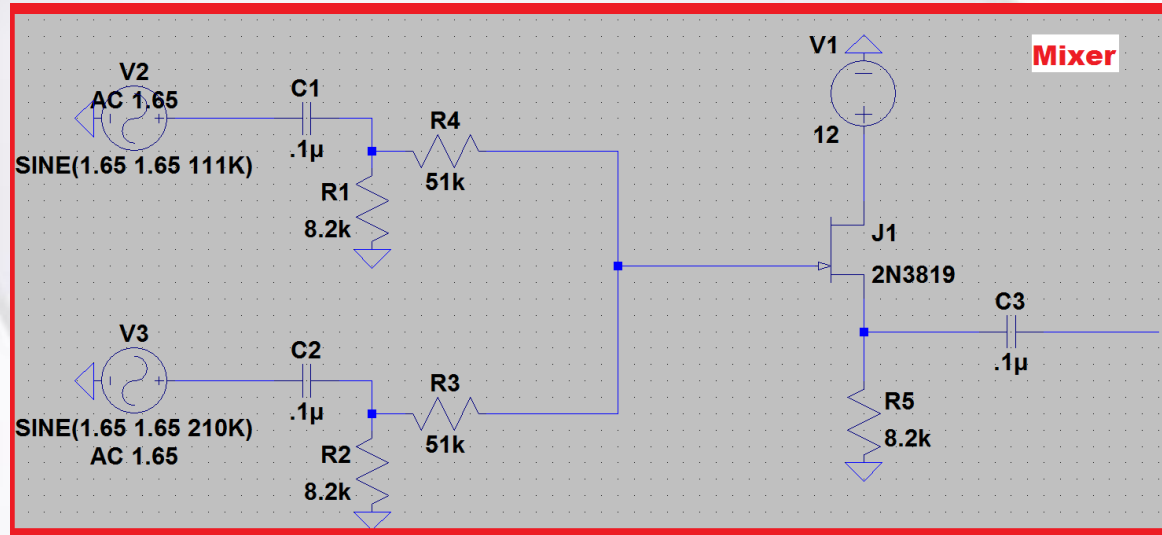 Mixer
V1
12
V2
AC 1.65
SINE(1.65 1.65 111K)
C1
.1µ
R4
51k
R1
8.2k
J1
2N3819
V3
SINE(1.65 1.65 210K)
AC 1.65
C2
.1µ
R3
51k
R2
8.2k
C3
.1µ
R5
8.2k